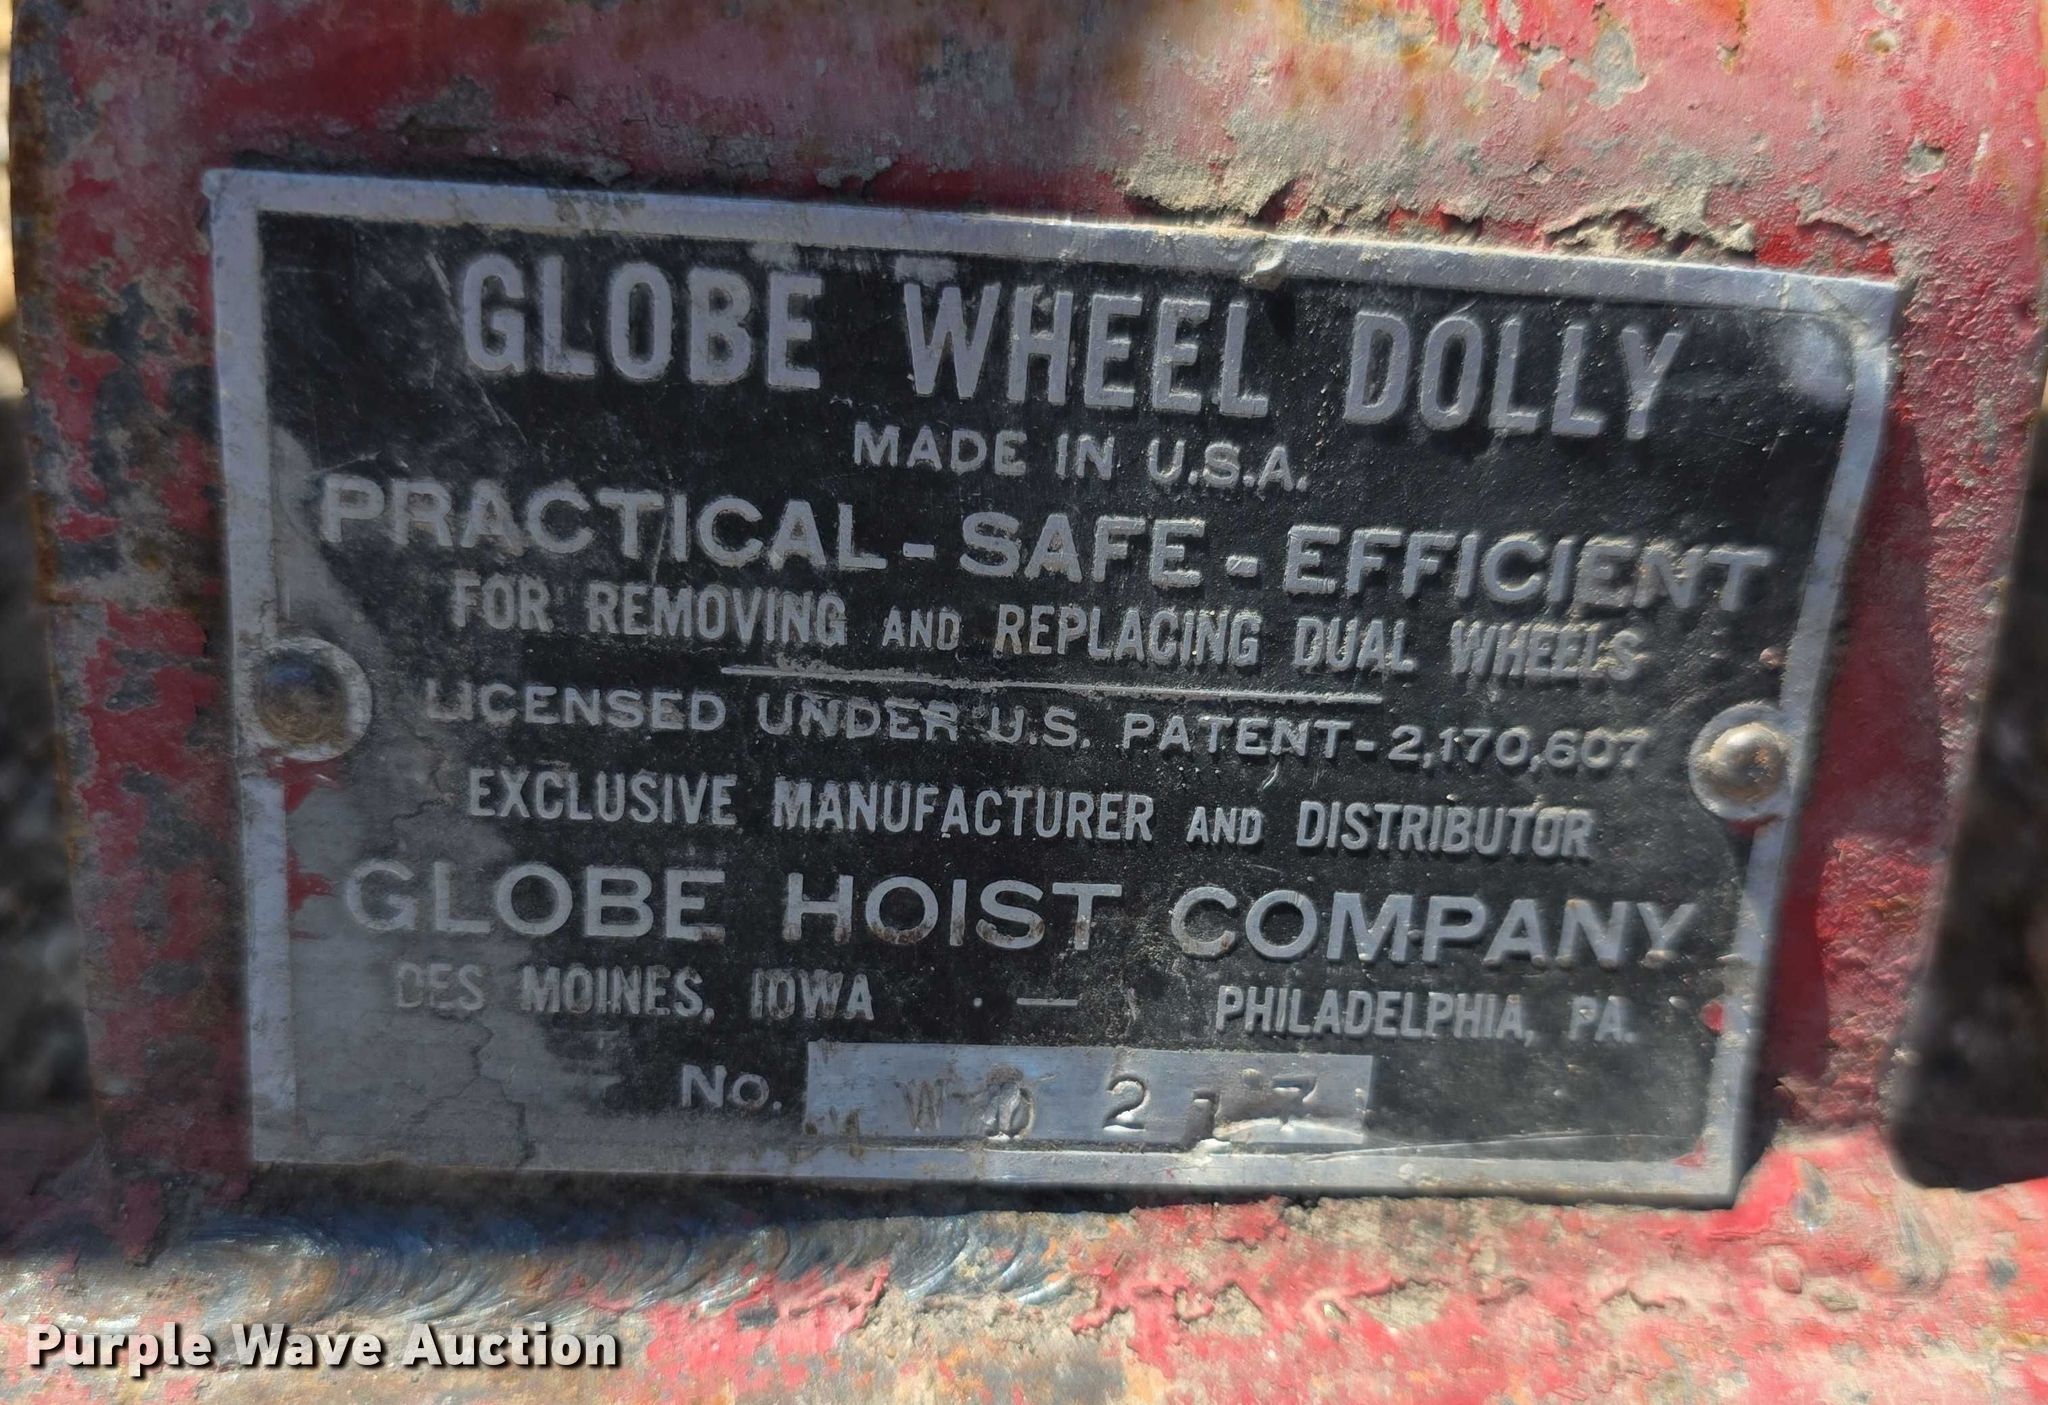 GLOBE WHEEL DOLLY
MADE IN U.S.A.
PRACTICAL - SAFE - EFFICIENT
FOR REMOVING AND REPLACING DUAL WHEELS
LICENSED UNDER U.S. PATENT - 2,170,607
EXCLUSIVE MANUFACTURER AND DISTRIBUTOR
GLOBE HOIST COMPANY
DES MOINES, IOWA — PHILADELPHIA, PA.
No. 2
Purple Wave Auction